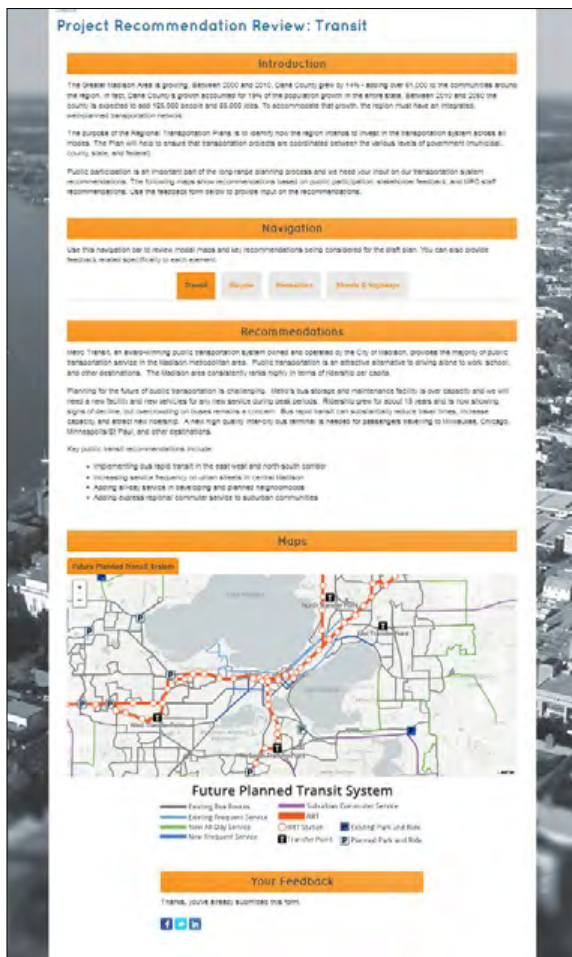 Project Recommendation Review: Transit
Introduction
The Greater Madison Area is growing. Between 2000 and 2010, Dane County grew by 14% - adding over 61,000 to the communities around
the region. In fact, Dane County's growth accounted for 19% of the population growth in the entire state. Between 2010 and 2050 the
county is expected to add 125,000 people and 85,000 jobs. To accommodate that growth, the region must have an integrated,
well-planned transportation network.
The purpose of the Regional Transportation Plans is to identify how the region intends to invest in the transportation system across all
modes. The Plan will help to ensure that transportation projects are coordinated between the various levels of government (municipal,
county, state, and federal).
Public participation is an important part of the long-range planning process and we need your input on our transportation system
recommendations. The following maps show recommendations based on public participation, stakeholder feedback, and MPO staff
recommendations. Use the feedback form below to provide input on the recommendations.
Navigation
Use this navigation bar to review modal maps and key recommendations being considered for the draft plan. You can also provide
feedback related specifically to each element.
Transit
Bicycle
Pedestrian
Streets & Highways
Recommendations
Metro Transit, an award-winning public transportation system owned and operated by the City of Madison, provides the majority of public
transportation service in the Madison metropolitan area. Public transportation is an attractive alternative to driving alone to work, school,
and other destinations. The Madison area consistently ranks highly in terms of ridership per capita.
Planning for the future of public transportation is challenging. Metro's bus storage and maintenance facility is over capacity and we will
need a new facility and new vehicles for any new service during peak periods. Ridership grew for about 15 years and is now showing
signs of decline, but overcrowding on buses remains a concern. Bus rapid transit can substantially reduce travel times, increase
capacity and attract new ridership. A new high quality inter-city bus terminal is needed for passengers travelling to Milwaukee, Chicago,
Minneapolis/St Paul, and other destinations.
Key public transit recommendations include:
• Implementing bus rapid transit in the east-west and north-south corridor
• Increasing service frequency on urban streets in central Madison
• Adding all-day service in developing and planned neighborhoods
• Adding express regional commuter service to suburban communities
Maps
Future Planned Transit System
North Transfer Point
East Transfer Point
West Transfer Point
Future Planned Transit System
Existing Bus Routes
Suburban Commuter Service
Existing Frequent Service
BRT
New All-Day Service
BRT Station
Existing Park and Ride
New Frequent Service
T Transfer Point
P Planned Park and Ride
Your Feedback
Thanks, you've already submitted this form.